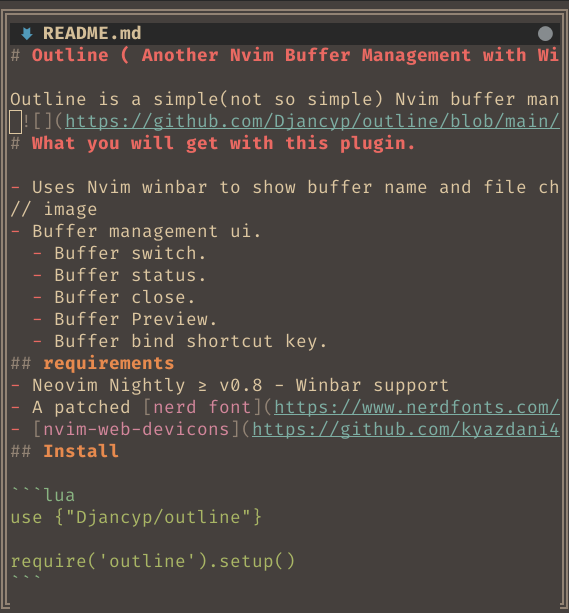 README.md
# Outline ( Another Nvim Buffer Management with Wi
Outline is a simple(not so simple) Nvim buffer man
![](https://github.com/Djancyp/outline/blob/main/
# What you will get with this plugin.
- Uses Nvim winbar to show buffer name and file ch
// image
- Buffer management ui.
  - Buffer switch.
  - Buffer status.
  - Buffer close.
  - Buffer Preview.
  - Buffer bind shortcut key.
## requirements
- Neovim Nightly ≥ v0.8 - Winbar support
- A patched [nerd font](https://www.nerdfonts.com/
- [nvim-web-devicons](https://github.com/kyazdani4
## Install
```lua
use {"Djancyp/outline"}
require('outline').setup()
```